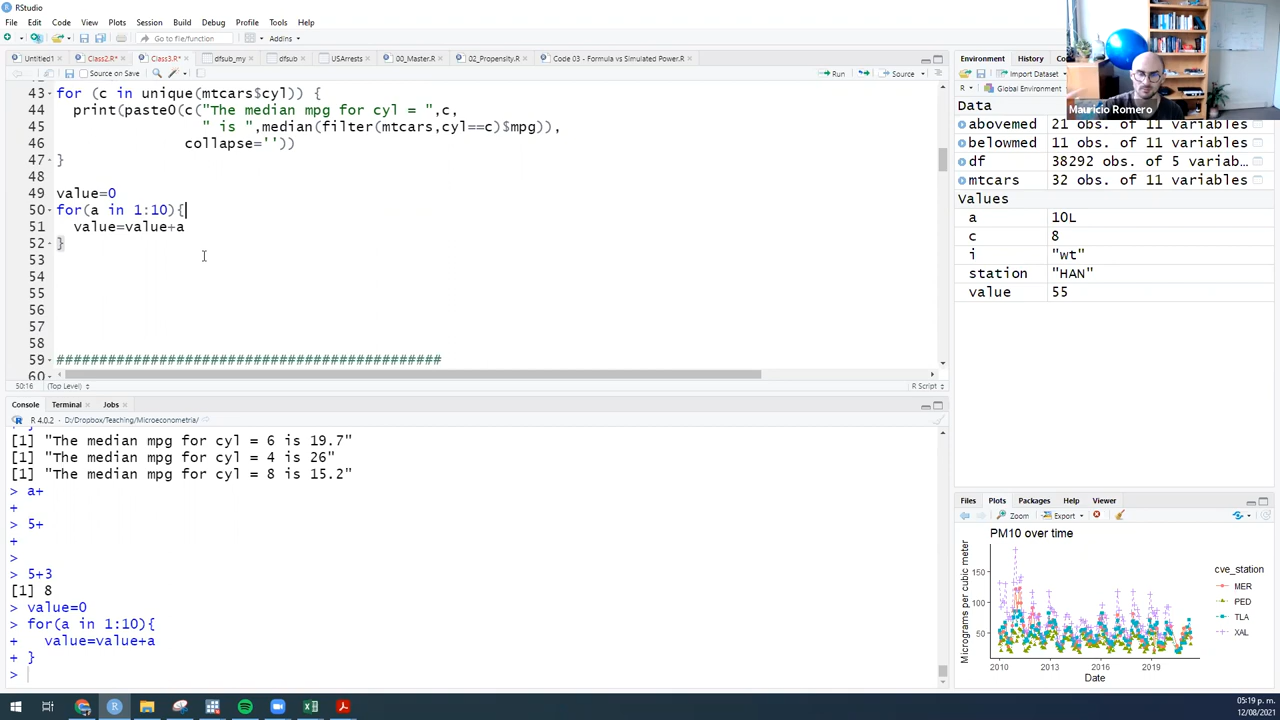 RStudio
File Edit Code View Plots Session Build Debug Profile Tools Help
Go to file/function Addins
Untitled1 × Class2.R* × Class3.R* × dfsub_my × dfsub × USArrests × 00_Master.R × 02_Propensity.R × Code 03 - Formula vs Simulated Power.R ×
Source on Save Run Source
43 for (c in unique(mtcars$cyl)) {
44 print(paste0(c("The median mpg for cyl = ",c,
45 " is ",median(filter(mtcars,cyl==c)$mpg)),
46 collapse=''))
47 }
48
49 value=0
50 for(a in 1:10){
51 value=value+a
52 }
53
54
55
56
57
58
59 ###########################################
60
50:16 (Top Level) R Script
Console Terminal × Jobs ×
R 4.0.2 · D:/Dropbox/Teaching/Microeconometria/
[1] "The median mpg for cyl = 6 is 19.7"
[1] "The median mpg for cyl = 4 is 26"
[1] "The median mpg for cyl = 8 is 15.2"
> a+
+
> 5+
+
>
> 5+3
[1] 8
> value=0
> for(a in 1:10){
+ value=value+a
+ }
>
Mauricio Romero
Environment History
Import Dataset
R Global Environment
Data
abovemed 21 obs. of 11 variables
belowmed 11 obs. of 11 variables
df 38292 obs. of 5 variab…
mtcars 32 obs. of 11 variables
Values
a 10L
c 8
i "wt"
station "HAN"
value 55
Files Plots Packages Help Viewer
Zoom Export
PM10 over time
Micrograms per cubic meter
150
100
50
2010 2013 2016 2019
Date
cve_station
MER
PED
TLA
XAL
05:19 p. m.
12/08/2021